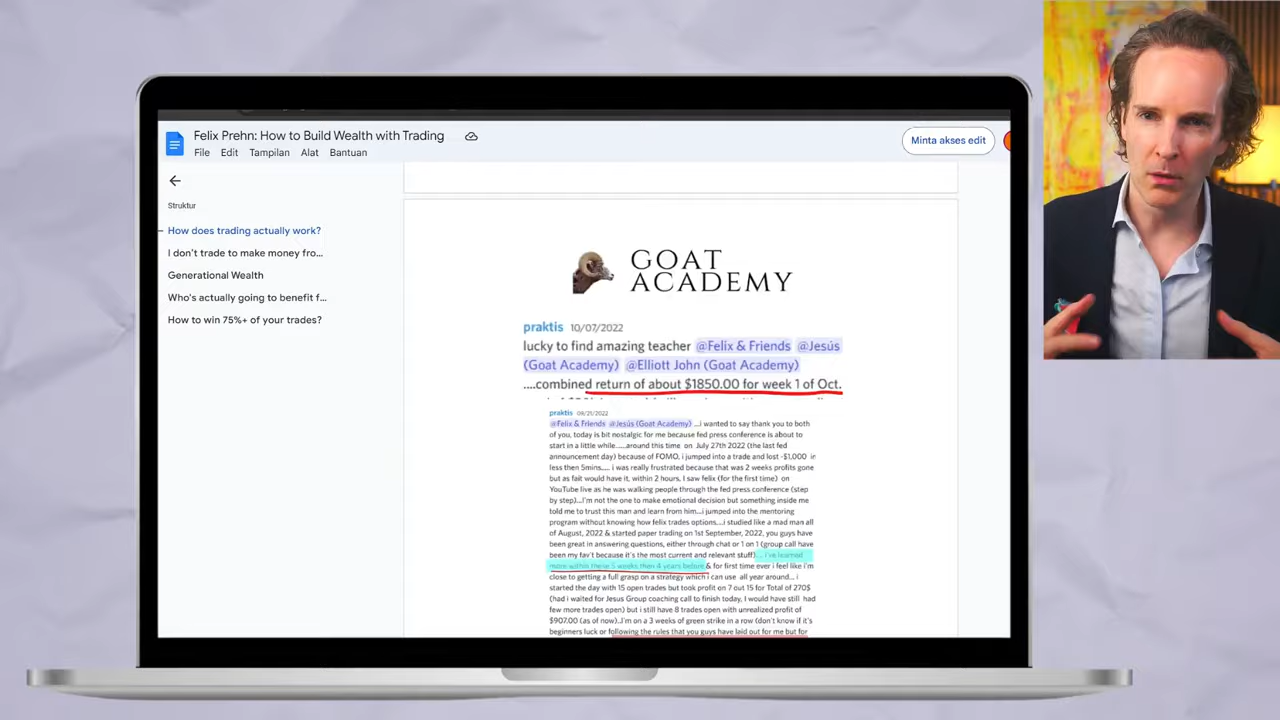 Felix Prehn: How to Build Wealth with Trading
File Edit Tampilan Alat Bantuan
Minta akses edit
Struktur
How does trading actually work?
I don't trade to make money fro...
Generational Wealth
Who's actually going to benefit f...
How to win 75%+ of your trades?
GOAT
ACADEMY
praktis 10/07/2022
lucky to find amazing teacher @Felix & Friends @Jesús
(Goat Academy) @Elliott John (Goat Academy)
....combined return of about $1850.00 for week 1 of Oct.
praktis 09/21/2022
@Felix & Friends @Jesús (Goat Academy) ...i wanted to say thank you to both
of you, today is bit nostalgic for me because fed press conference is about to
start in a little while.....around this time on July 27th 2022 (the last fed
announcement day) because of FOMO, i jumped into a trade and lost -$1,000 in
less then 5mins.... i was really frustrated because that was 2 weeks profits gone
but as fait would have it, within 2 hours, I saw felix (for the first time) on
YouTube live as he was walking people through the fed press conference (step
by step)...I'm not the one to make emotional decision but something inside me
told me to trust this man and learn from him...i jumped into the mentoring
program without knowing how felix trades options...i studied like a mad man all
of August, 2022 & started paper trading on 1st September, 2022, you guys have
been great in answering questions, either through chat or 1 on 1 (group call have
been my fav't because it's the most current and relevant stuff)... i've learned
more within these 3 weeks then 4 years before & for first time ever i feel like i'm
close to getting a full grasp on a strategy which i can use all year around... i
started the day with 15 open trades but took profit on 7 out 15 for Total of 270$
(had i waited for Jesus Group coaching call to finish today, I would have still had
few more trades open) but i still have 8 trades open with unrealized profit of
$907.00 (as of now)..I'm on a 3 weeks of green strike in a row (don't know if it's
beginners luck or following the rules that you guys have laid out for me but for